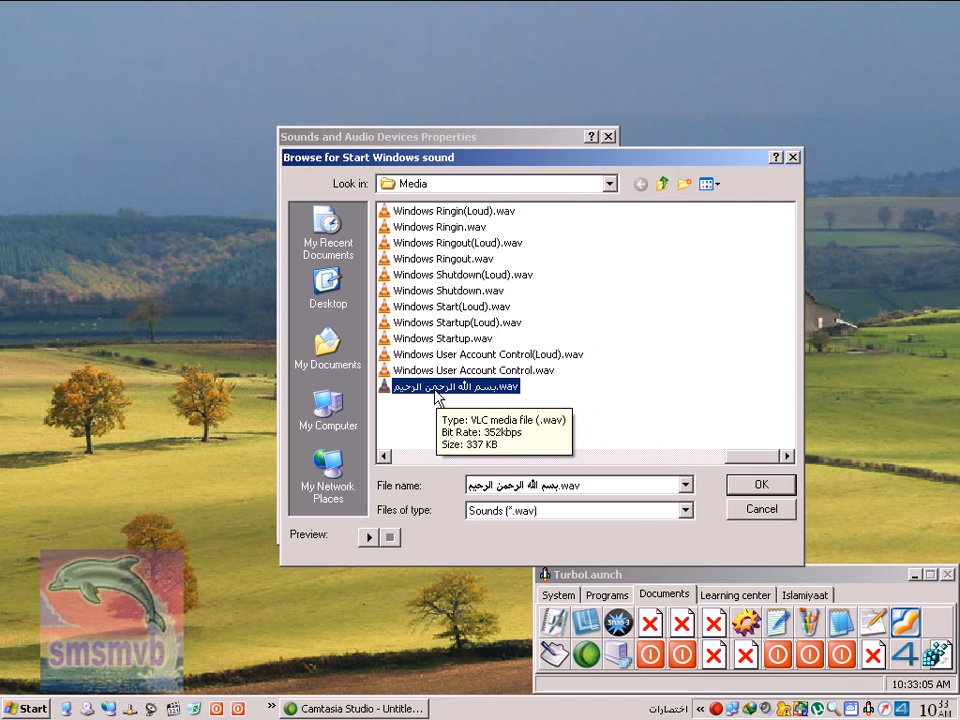 Sounds and Audio Devices Properties
Browse for Start Windows sound
Look in:
Media
My Recent
Documents
Desktop
My Documents
My Computer
My Network
Places
Windows Ringin(Loud).wav
Windows Ringin.wav
Windows Ringout(Loud).wav
Windows Ringout.wav
Windows Shutdown(Loud).wav
Windows Shutdown.wav
Windows Start(Loud).wav
Windows Startup(Loud).wav
Windows Startup.wav
Windows User Account Control(Loud).wav
Windows User Account Control.wav
بسم الله الرحمن الرحيم.wav
Type: VLC media file (.wav)
Bit Rate: 352kbps
Size: 337 KB
File name:
بسم الله الرحمن الرحيم.wav
OK
Files of type:
Sounds (*.wav)
Cancel
Preview:
smsmvb
TurboLaunch
System
Programs
Documents
Learning center
Islamiyaat
10:33:05 AM
Start
Camtasia Studio - Untitle...
اختصارات
10:33 AM